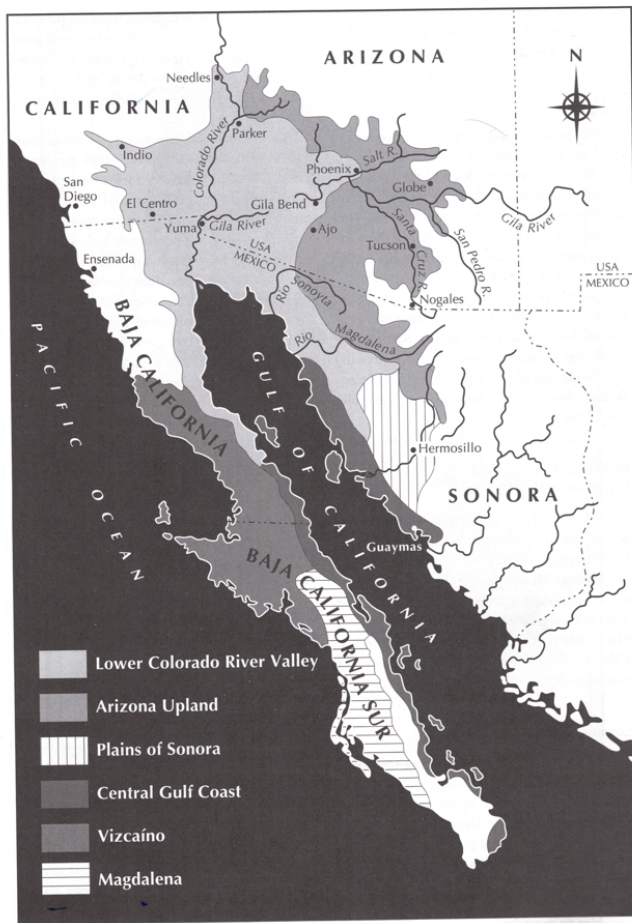 ARIZONA
N
Needles
CALIFORNIA
Colorado River
Parker
Indio
Phoenix
Salt R.
Globe
San
Diego
El Centro
Gila Bend
Yuma
Gila River
Gila River
Ajo
Santa
Cruz R.
San Pedro R.
Tucson
USA
MEXICO
USA
MEXICO
Ensenada
Rio Sonoyta
Nogales
Rio Magdalena
BAJA CALIFORNIA
GULF OF CALIFORNIA
PACIFIC OCEAN
Hermosillo
SONORA
Guaymas
BAJA CALIFORNIA SUR
Lower Colorado River Valley
Arizona Upland
Plains of Sonora
Central Gulf Coast
Vizcaíno
Magdalena